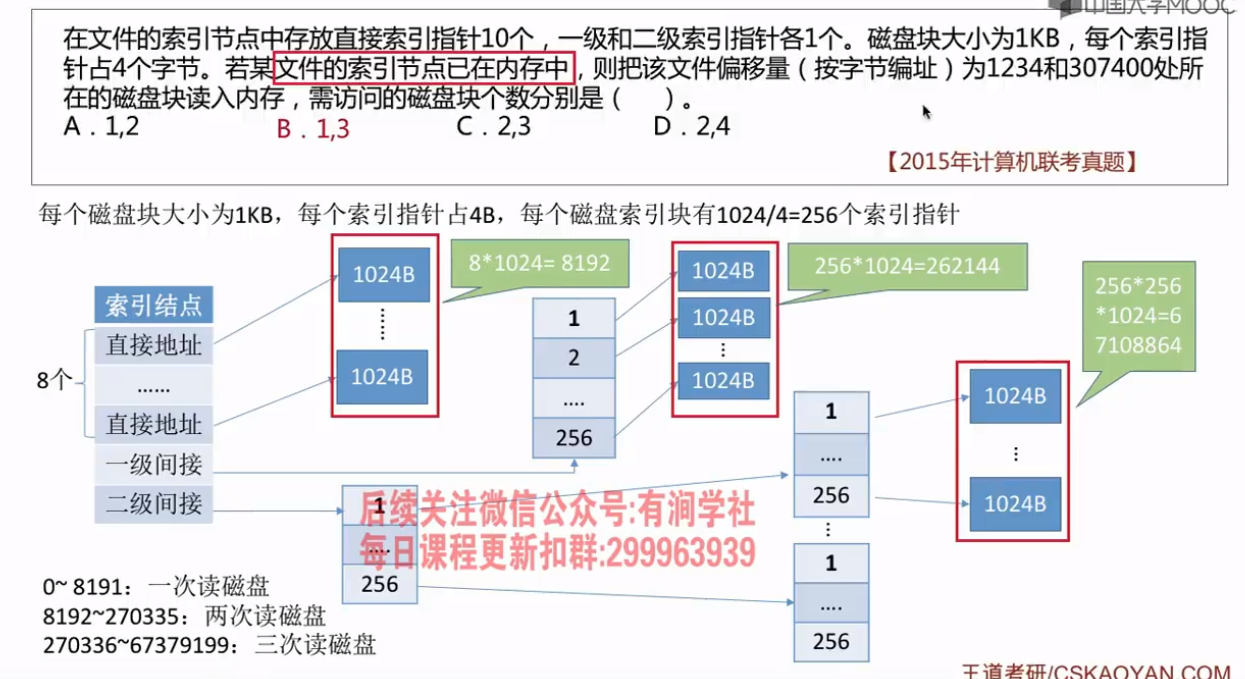 中国大学MOOC
在文件的索引节点中存放直接索引指针10个，一级和二级索引指针各1个。磁盘块大小为1KB，每个索引指
针占4个字节。若某文件的索引节点已在内存中，则把该文件偏移量（按字节编址）为1234和307400处所
在的磁盘块读入内存，需访问的磁盘块个数分别是（　　）。
A．1,2 B．1,3 C．2,3 D．2,4
【2015年计算机联考真题】
每个磁盘块大小为1KB，每个索引指针占4B，每个磁盘索引块有1024/4=256个索引指针
索引结点
直接地址
……
直接地址
一级间接
二级间接
8个
1024B
1024B
8*1024= 8192
1
2
....
256
1024B
1024B
1024B
256*1024=262144
1
....
256
1
....
256
1
....
256
1024B
1024B
256*256
*1024=6
7108864
后续关注微信公众号:有涧学社
每日课程更新扣群:299963939
0~ 8191：一次读磁盘
8192~270335：两次读磁盘
270336~67379199：三次读磁盘
王道考研/CSKAOYAN.COM